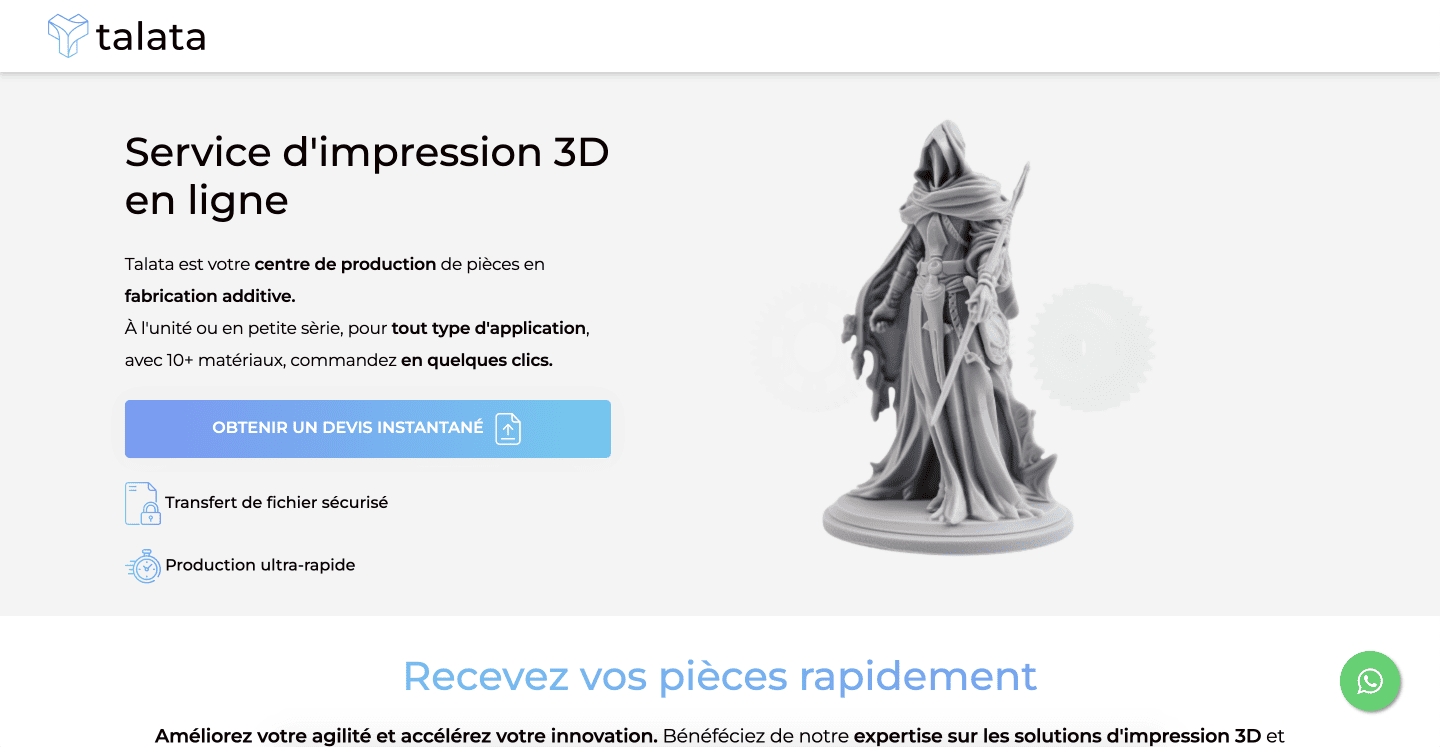 talata
Service d'impression 3D
en ligne
Talata est votre centre de production de pièces en
fabrication additive.
À l'unité ou en petite sèrie, pour tout type d'application,
avec 10+ matériaux, commandez en quelques clics.
OBTENIR UN DEVIS INSTANTANÉ
Transfert de fichier sécurisé
Production ultra-rapide
Recevez vos pièces rapidement
Améliorez votre agilité et accélérez votre innovation. Bénéféciez de notre expertise sur les solutions d'impression 3D et